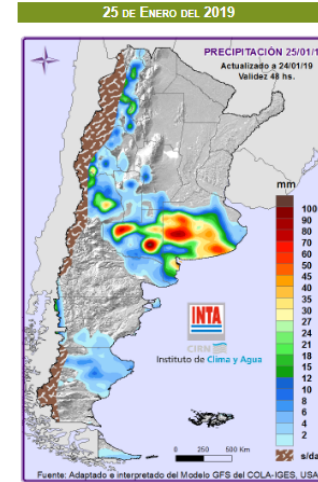 25 DE ENERO DEL 2019
PRECIPITACIÓN 25/01/1
Actualizado a 24/01/19
Validez 48 hs.
mm
100
90
80
70
60
50
45
40
35
30
27
24
21
18
15
12
10
8
6
4
2
s/da
INTA
CIRN
Instituto de Clima y Agua
0 250 500 Km
Fuente: Adaptado e interpretado del Modelo GFS del COLA-IGES, USA